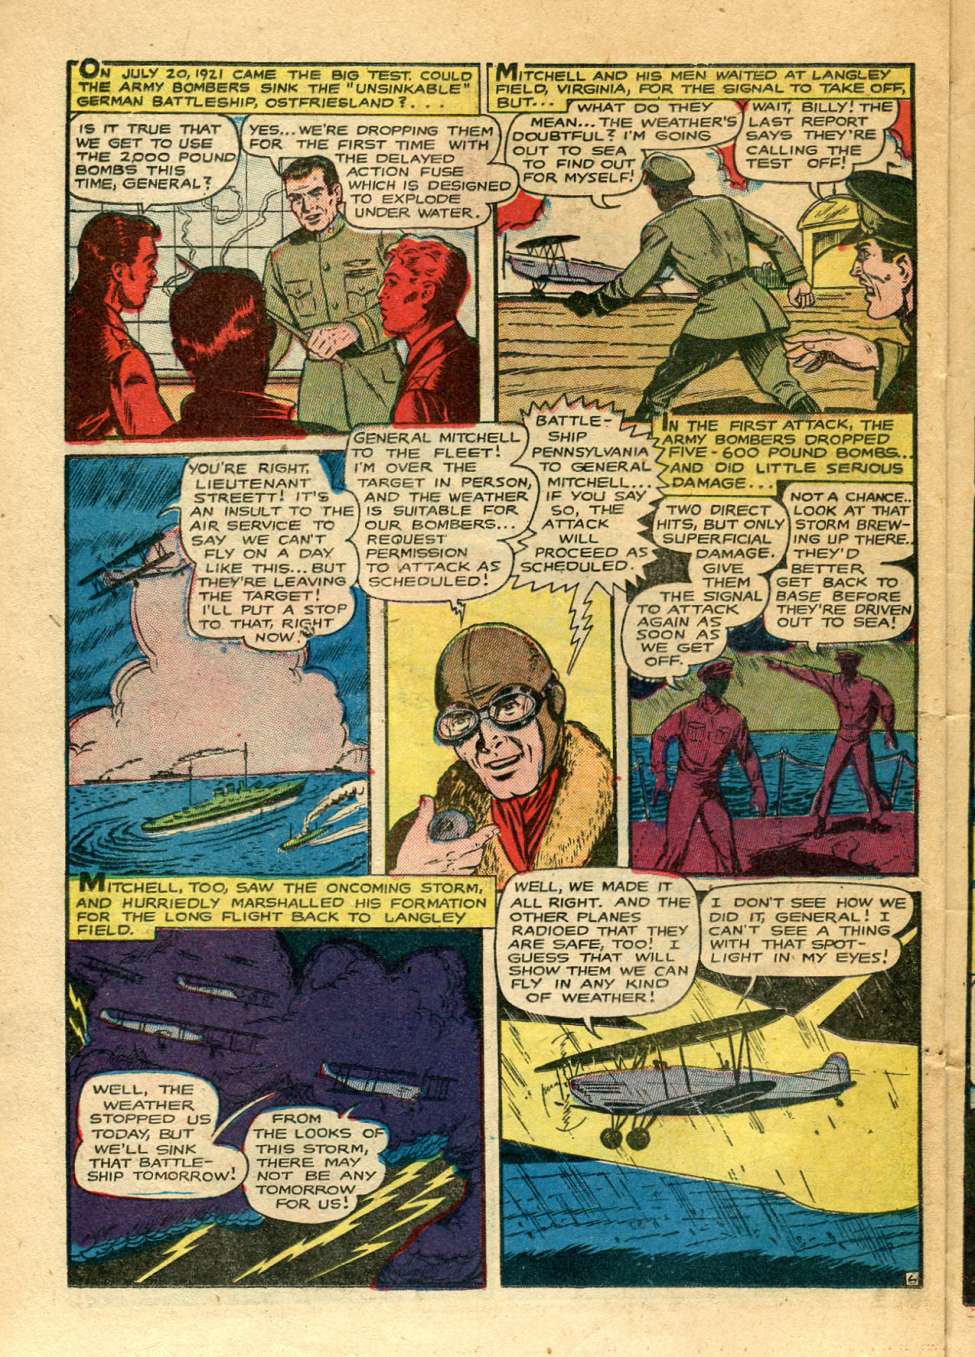 ON JULY 20, 1921 CAME THE BIG TEST. COULD
THE ARMY BOMBERS SINK THE "UNSINKABLE"
GERMAN BATTLESHIP, OSTFRIESLAND?...
IS IT TRUE THAT
WE GET TO USE
THE 2,000 POUND
BOMBS THIS
TIME, GENERAL?
YES...WE'RE DROPPING THEM
FOR THE FIRST TIME WITH
THE DELAYED
ACTION FUSE
WHICH IS DESIGNED
TO EXPLODE
UNDER WATER.
MITCHELL AND HIS MEN WAITED AT LANGLEY
FIELD, VIRGINIA, FOR THE SIGNAL TO TAKE OFF,
BUT...
WHAT DO THEY
MEAN...THE WEATHER'S
DOUBTFUL? I'M GOING
OUT TO SEA
TO FIND OUT
FOR MYSELF!
WAIT, BILLY! THE
LAST REPORT
SAYS THEY'RE
CALLING THE
TEST OFF!
YOU'RE RIGHT,
LIEUTENANT
STREETT! IT'S
AN INSULT TO THE
AIR SERVICE TO
SAY WE CAN'T
FLY ON A DAY
LIKE THIS...BUT
THEY'RE LEAVING
THE TARGET!
I'LL PUT A STOP
TO THAT, RIGHT
NOW!
GENERAL MITCHELL
TO THE FLEET!
I'M OVER THE
TARGET IN PERSON,
AND THE WEATHER
IS SUITABLE FOR
OUR BOMBERS...
REQUEST
PERMISSION
TO ATTACK AS
SCHEDULED!
BATTLE-
SHIP
PENNSYLVANIA
TO GENERAL
MITCHELL...
IF YOU SAY
SO, THE
ATTACK
WILL
PROCEED AS
SCHEDULED.
IN THE FIRST ATTACK, THE
ARMY BOMBERS DROPPED
FIVE-600 POUND BOMBS...
AND DID LITTLE SERIOUS
DAMAGE...
TWO DIRECT
HITS, BUT ONLY
SUPERFICIAL
DAMAGE.
GIVE
THEM
THE SIGNAL
TO ATTACK
AGAIN AS
SOON AS
WE GET
OFF.
NOT A CHANCE..
LOOK AT THAT
STORM BREW-
ING UP THERE..
THEY'D
BETTER
GET BACK TO
BASE BEFORE
THEY'RE DRIVEN
OUT TO SEA!
MITCHELL, TOO, SAW THE ONCOMING STORM,
AND HURRIEDLY MARSHALLED HIS FORMATION
FOR THE LONG FLIGHT BACK TO LANGLEY
FIELD.
WELL, THE
WEATHER
STOPPED US
TODAY, BUT
WE'LL SINK
THAT BATTLE-
SHIP TOMORROW!
FROM
THE LOOKS OF
THIS STORM,
THERE MAY
NOT BE ANY
TOMORROW
FOR US!
WELL, WE MADE IT
ALL RIGHT. AND THE
OTHER PLANES
RADIOED THAT THEY
ARE SAFE, TOO! I
GUESS THAT WILL
SHOW THEM WE CAN
FLY IN ANY KIND
OF WEATHER!
I DON'T SEE HOW WE
DID IT, GENERAL! I
CAN'T SEE A THING
WITH THAT SPOT-
LIGHT IN MY EYES!
6